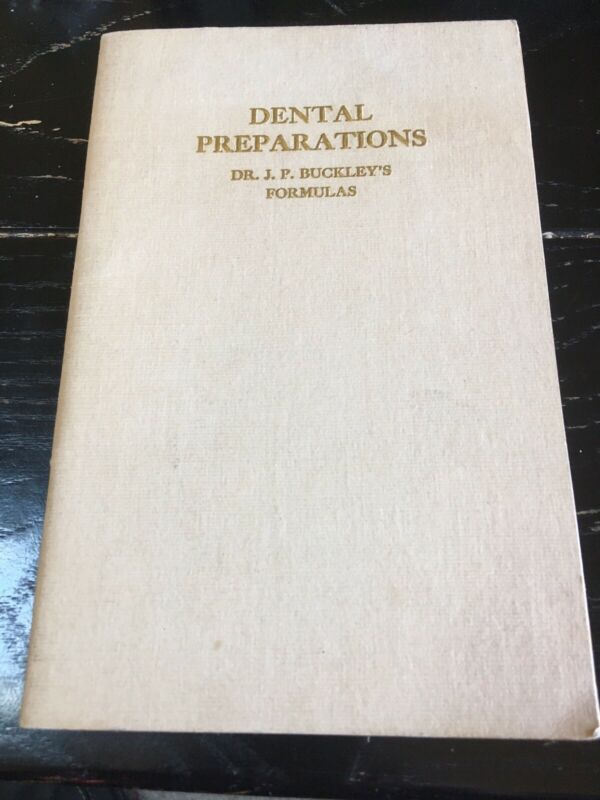 DENTAL
PREPARATIONS
DR. J. P. BUCKLEY'S
FORMULAS